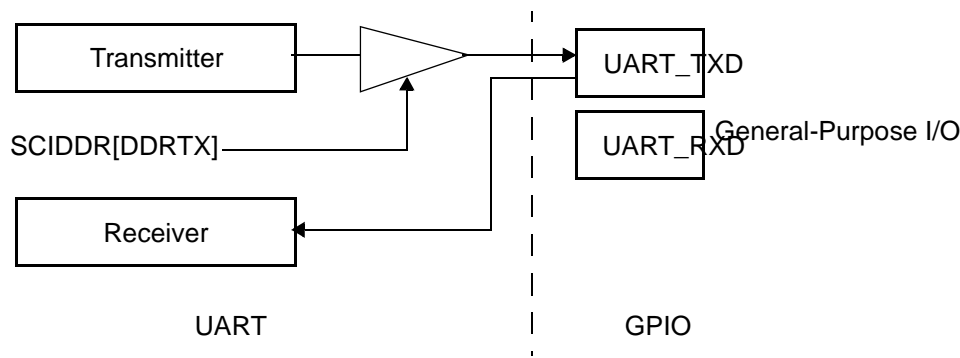 Transmitter
UART_TXD
SCIDDR[DDRTX]
UART_RXD
General-Purpose I/O
Receiver
UART
GPIO